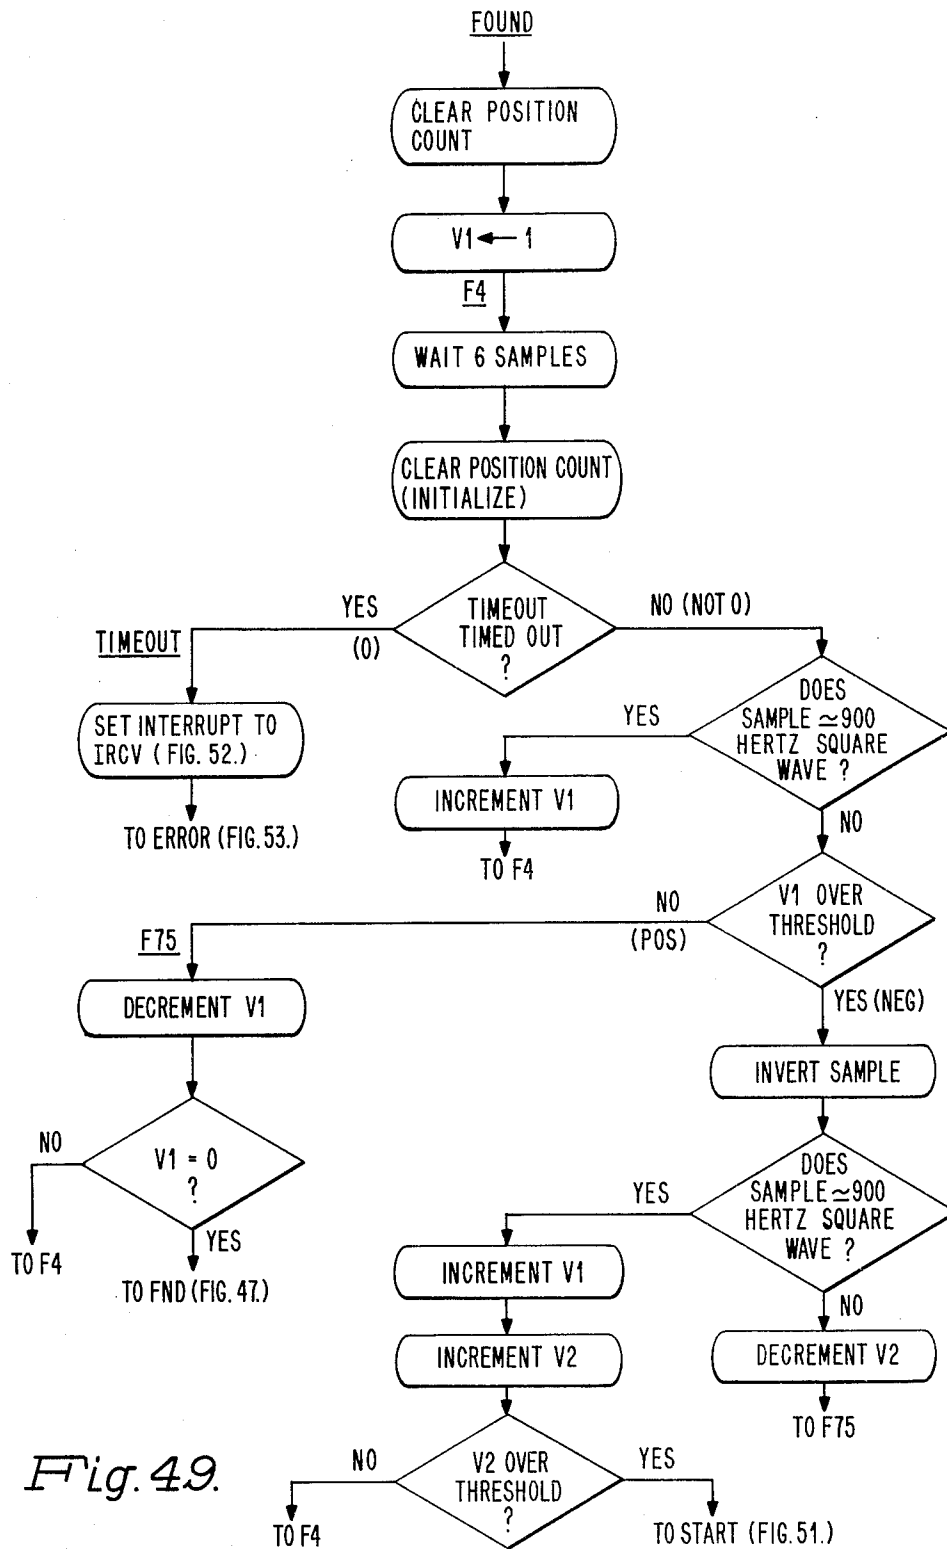 FOUND
CLEAR POSITION
COUNT
V1 ← 1
F4
WAIT 6 SAMPLES
CLEAR POSITION COUNT
(INITIALIZE)
TIMEOUT
TIMED OUT
?
YES
(0)
NO (NOT 0)
TIMEOUT
SET INTERRUPT TO
IRCV (FIG. 52.)
TO ERROR (FIG. 53.)
DOES
SAMPLE ≃ 900
HERTZ SQUARE
WAVE ?
YES
INCREMENT V1
TO F4
NO
V1 OVER
THRESHOLD
?
NO
(POS)
F75
DECREMENT V1
V1 = 0
?
NO
TO F4
YES
TO FND (FIG. 47.)
YES (NEG)
INVERT SAMPLE
DOES
SAMPLE ≃ 900
HERTZ SQUARE
WAVE ?
YES
INCREMENT V1
INCREMENT V2
NO
DECREMENT V2
TO F75
V2 OVER
THRESHOLD
?
NO
TO F4
YES
TO START (FIG. 51.)
Fig. 49.